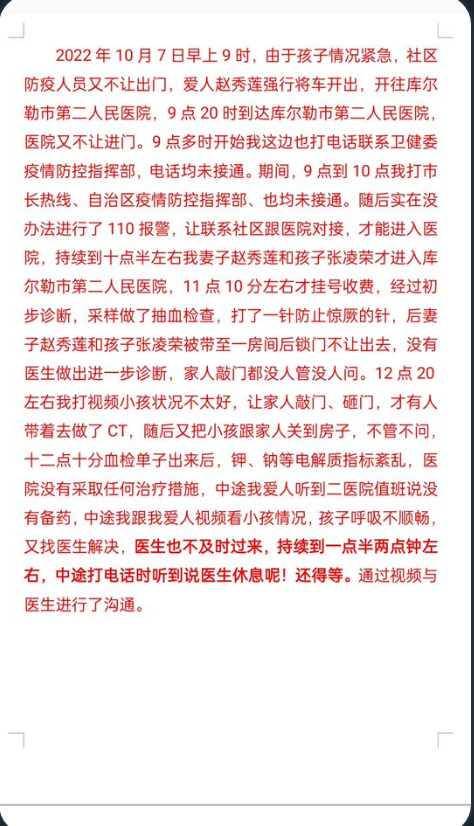 2022 年 10 月 7 日早上 9 时，由于孩子情况紧急，社区
防疫人员又不让出门，爱人赵秀莲强行将车开出，开往库尔
勒市第二人民医院，9 点 20 时到达库尔勒市第二人民医院，
医院又不让进门。9 点多时开始我这边也打电话联系卫健委
疫情防控指挥部，电话均未接通。期间，9 点到 10 点我打市
长热线、自治区疫情防控指挥部、也均未接通。随后实在没
办法进行了 110 报警，让联系社区跟医院对接，才能进入医
院，持续到十点半左右我妻子赵秀莲和孩子张凌荣才进入库
尔勒市第二人民医院，11 点 10 分左右才挂号收费，经过初
步诊断，采样做了抽血检查，打了一针防止惊厥的针，后妻
子赵秀莲和孩子张凌荣被带至一房间后锁门不让出去，没有
医生做出进一步诊断，家人敲门都没人管没人问。12 点 20
左右我打视频小孩状况不太好，让家人敲门、砸门，才有人
带着去做了 CT，随后又把小孩跟家人关到房子，不管不问，
十二点十分血检单子出来后，钾、钠等电解质指标紊乱，医
院没有采取任何治疗措施，中途我爱人听到二医院值班说没
有备药，中途我跟我爱人视频看小孩情况，孩子呼吸不顺畅，
又找医生解决，医生也不及时过来，持续到一点半两点钟左
右，中途打电话时听到说医生休息呢！还得等。通过视频与
医生进行了沟通。